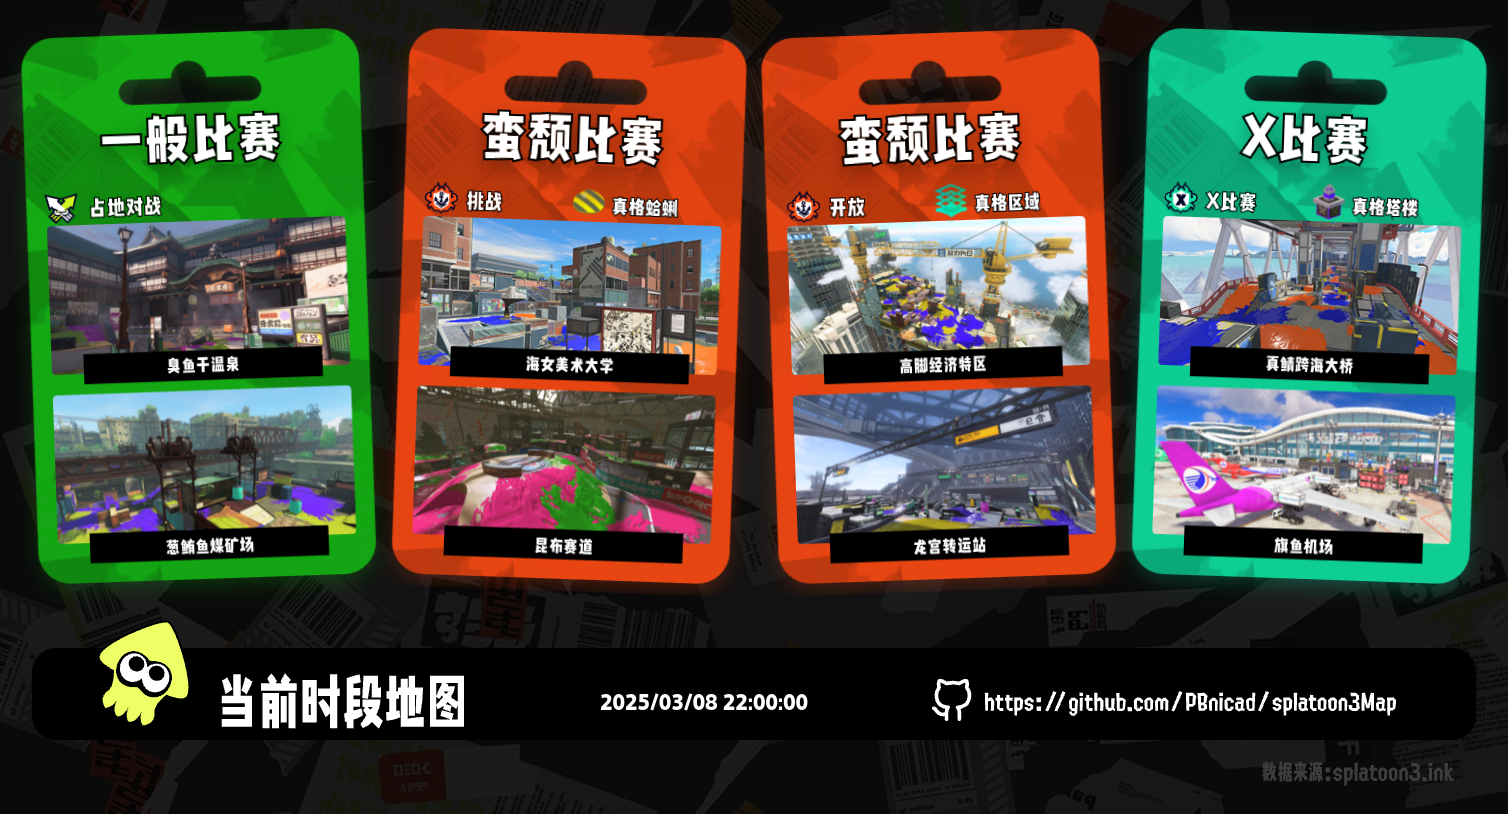 一般比赛
占地对战
臭鱼干温泉
葱鲔鱼煤矿场
蛮颓比赛
挑战
真格蛤蜊
海女美术大学
昆布赛道
蛮颓比赛
开放
真格区域
高脚经济特区
龙宫转运站
X比赛
X比赛
真格塔楼
真鲭跨海大桥
旗鱼机场
当前时段地图
2025/03/08 22:00:00
https://github.com/PBnicad/splatoon3Map
数据来源:splatoon3.ink